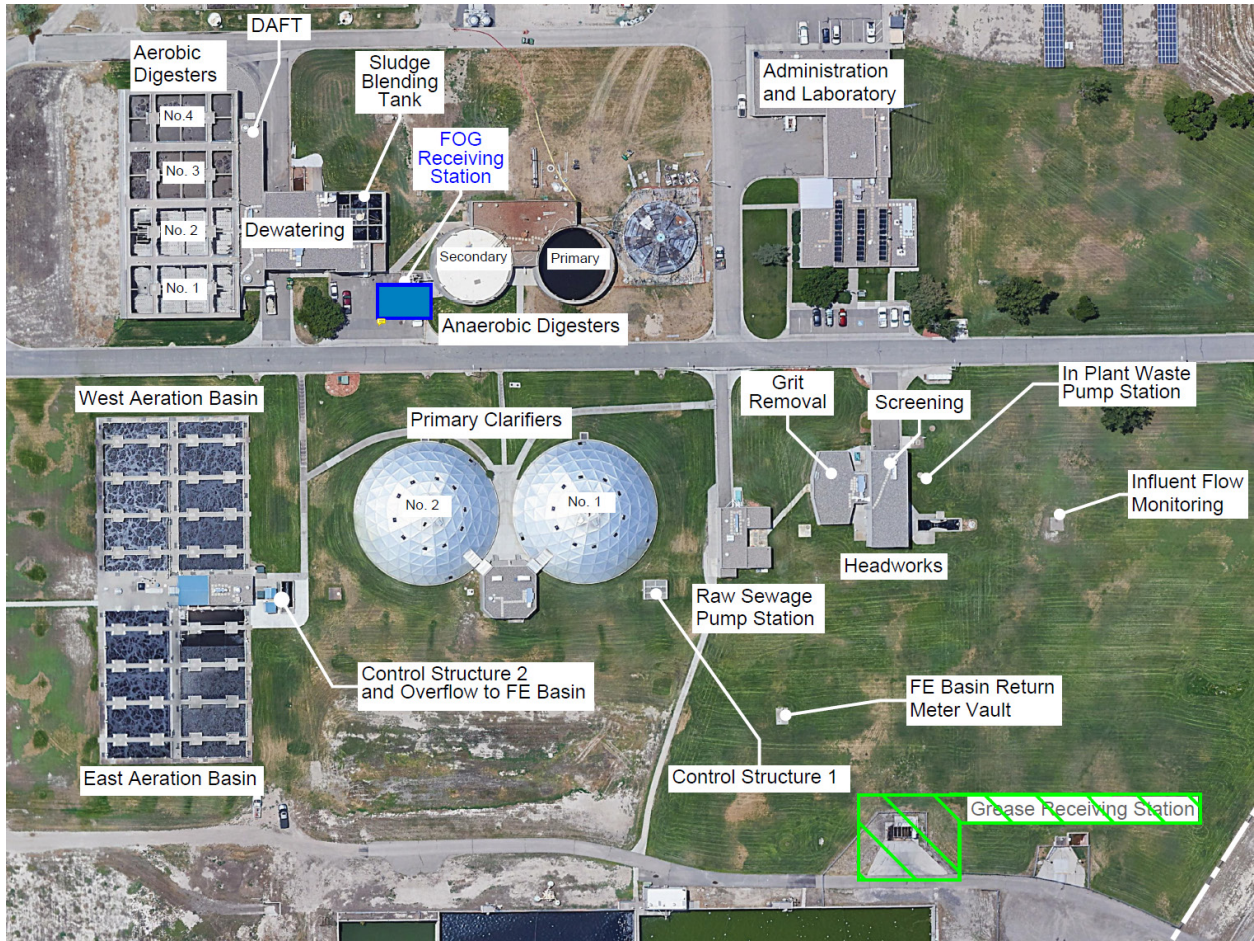 DAFT
Aerobic
Digesters
Sludge
Blending
Tank
Administration
and Laboratory
No.4
FOG
Receiving
Station
No. 3
No. 2
Dewatering
No. 1
Secondary
Primary
Anaerobic Digesters
West Aeration Basin
Primary Clarifiers
Grit
Removal
Screening
In Plant Waste
Pump Station
No. 2
No. 1
Influent Flow
Monitoring
Headworks
Raw Sewage
Pump Station
Control Structure 2
and Overflow to FE Basin
FE Basin Return
Meter Vault
East Aeration Basin
Control Structure 1
Grease Receiving Station